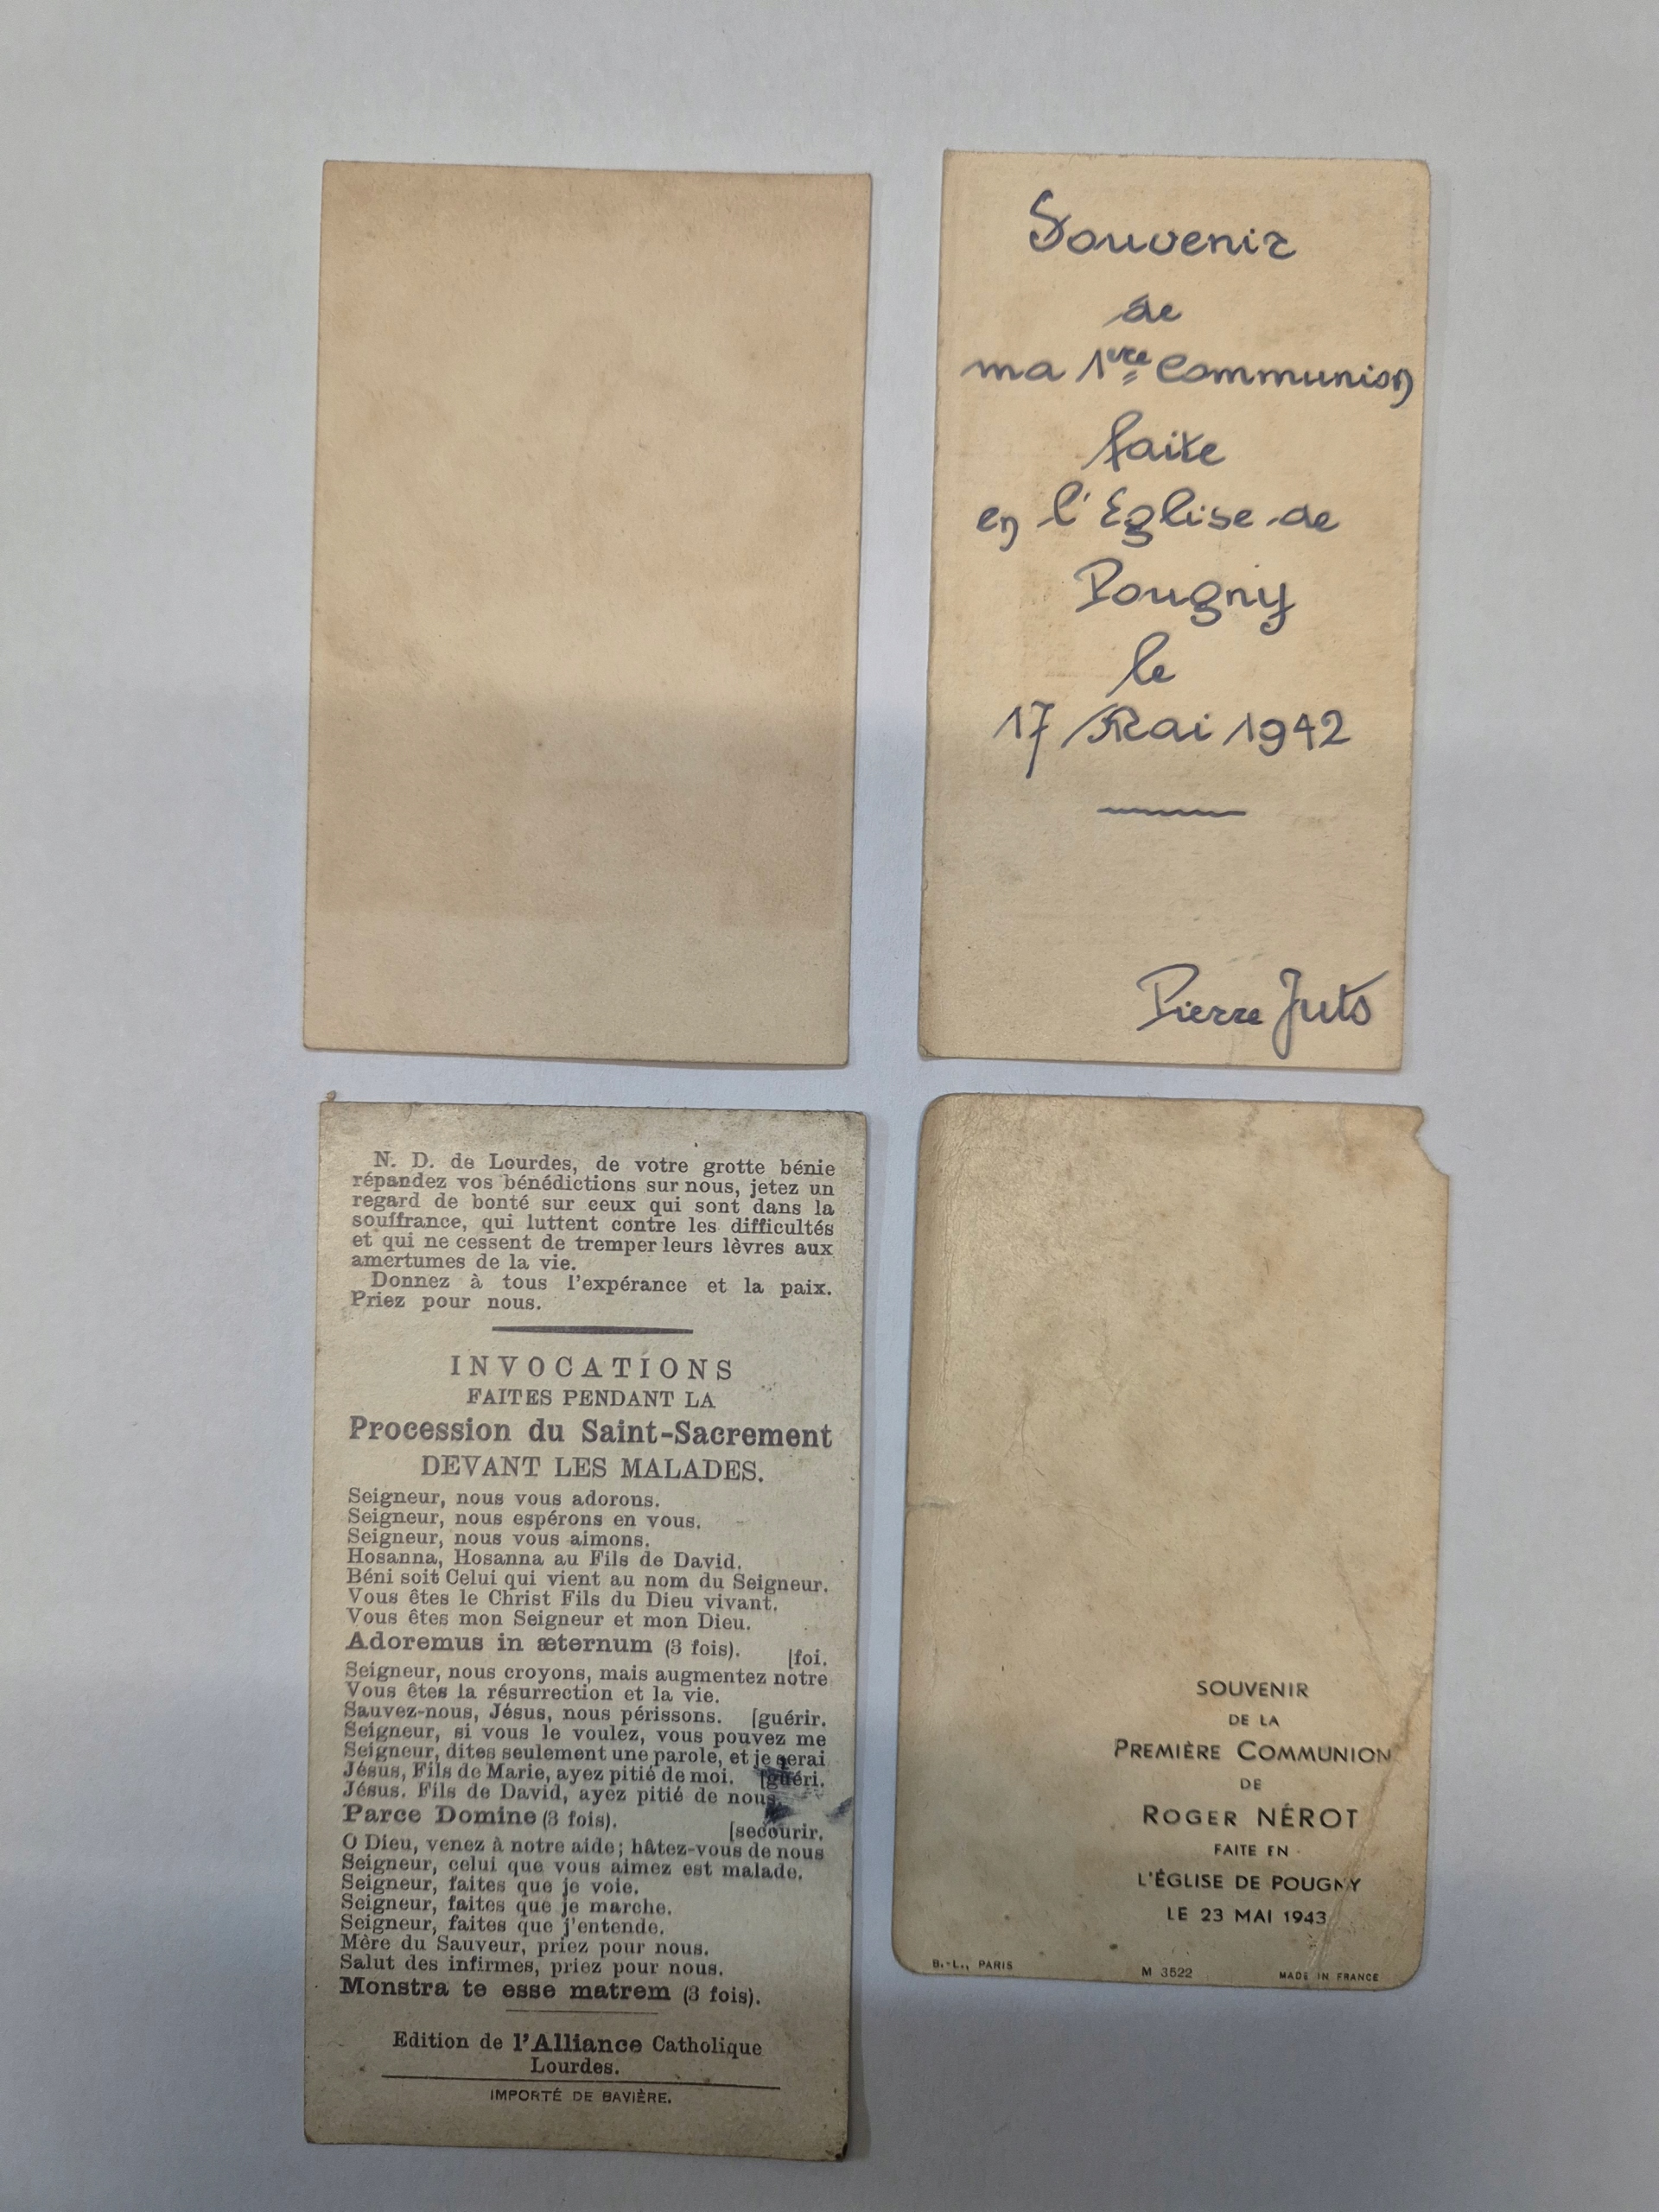 Souvenir
de
ma 1ère Communion
faite
en l'Eglise de
Pougny
le
17 Mai 1942
Pierre Juts
N. D. de Lourdes, de votre grotte bénie
répandez vos bénédictions sur nous, jetez un
regard de bonté sur ceux qui sont dans la
souffrance, qui luttent contre les difficultés
et qui ne cessent de tremper leurs lèvres aux
amertumes de la vie.
Donnez à tous l'expérance et la paix.
Priez pour nous.
INVOCATIONS
FAITES PENDANT LA
Procession du Saint-Sacrement
DEVANT LES MALADES.
Seigneur, nous vous adorons.
Seigneur, nous espérons en vous.
Seigneur, nous vous aimons.
Hosanna, Hosanna au Fils de David.
Béni soit Celui qui vient au nom du Seigneur.
Vous êtes le Christ Fils du Dieu vivant.
Vous êtes mon Seigneur et mon Dieu.
Adoremus in æternum (3 fois).
[foi.
Seigneur, nous croyons, mais augmentez notre
Vous êtes la résurrection et la vie.
Sauvez-nous, Jésus, nous périssons. [guérir.
Seigneur, si vous le voulez, vous pouvez me
Seigneur, dites seulement une parole, et je serai
Jésus, Fils de Marie, ayez pitié de moi. [guéri.
Jésus. Fils de David, ayez pitié de nous.
Parce Domine (3 fois).
[secourir.
O Dieu, venez à notre aide ; hâtez-vous de nous
Seigneur, celui que vous aimez est malade.
Seigneur, faites que je voie.
Seigneur, faites que je marche.
Seigneur, faites que j'entende.
Mère du Sauveur, priez pour nous.
Salut des infirmes, priez pour nous.
Monstra te esse matrem (3 fois).
Edition de l'Alliance Catholique
Lourdes.
IMPORTÉ DE BAVIÈRE.
SOUVENIR
DE LA
PREMIÈRE COMMUNION
DE
ROGER NÉROT
FAITE EN
L'ÉGLISE DE POUGNY
LE 23 MAI 1943
B.-L., PARIS
M 3522
MADE IN FRANCE